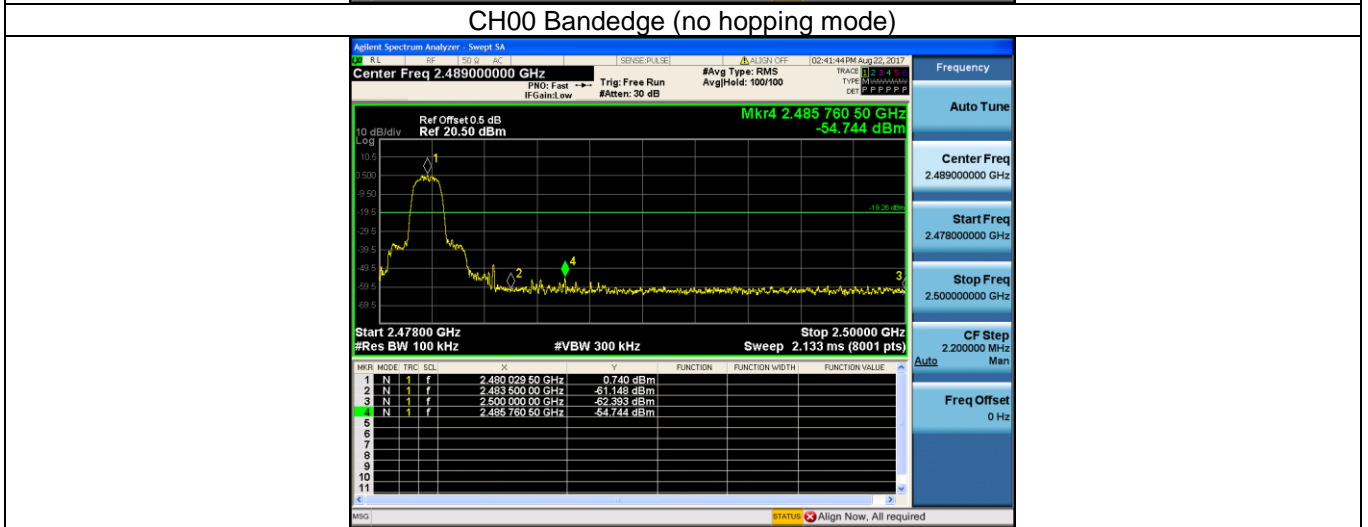 CH00 Bandedge (no hopping mode)
Agilent Spectrum Analyzer - Swept SA
RL RF 50 Ω AC SENSE:PULSE ALIGN OFF 02:41:44 PM Aug 22, 2017
Center Freq 2.489000000 GHz
PNO: Fast
IFGain:Low
Trig: Free Run
#Atten: 30 dB
#Avg Type: RMS
Avg|Hold: 100/100
TRACE 1 2 3 4 5 6
TYPE M
DET P P P P P P
Frequency
Auto Tune
Center Freq
2.489000000 GHz
Start Freq
2.478000000 GHz
Stop Freq
2.500000000 GHz
CF Step
2.200000 MHz
Auto Man
Freq Offset
0 Hz
Mkr4 2.485 760 50 GHz
-54.744 dBm
Ref Offset 0.5 dB
10 dB/div Ref 20.50 dBm
Log
10.5
0.500
-9.50
-19.5
-29.5
-39.5
-49.5
-59.5
-69.5
-19.26 dBm
1
2
4
3
Start 2.47800 GHz Stop 2.50000 GHz
#Res BW 100 kHz #VBW 300 kHz Sweep 2.133 ms (8001 pts)
MKR MODE TRC SCL X Y FUNCTION FUNCTION WIDTH FUNCTION VALUE
1 N 1 f 2.480 029 50 GHz 0.740 dBm
2 N 1 f 2.483 500 00 GHz -61.148 dBm
3 N 1 f 2.500 000 00 GHz -62.393 dBm
4 N 1 f 2.485 760 50 GHz -54.744 dBm
5
6
7
8
9
10
11
MSG STATUS Align Now, All required